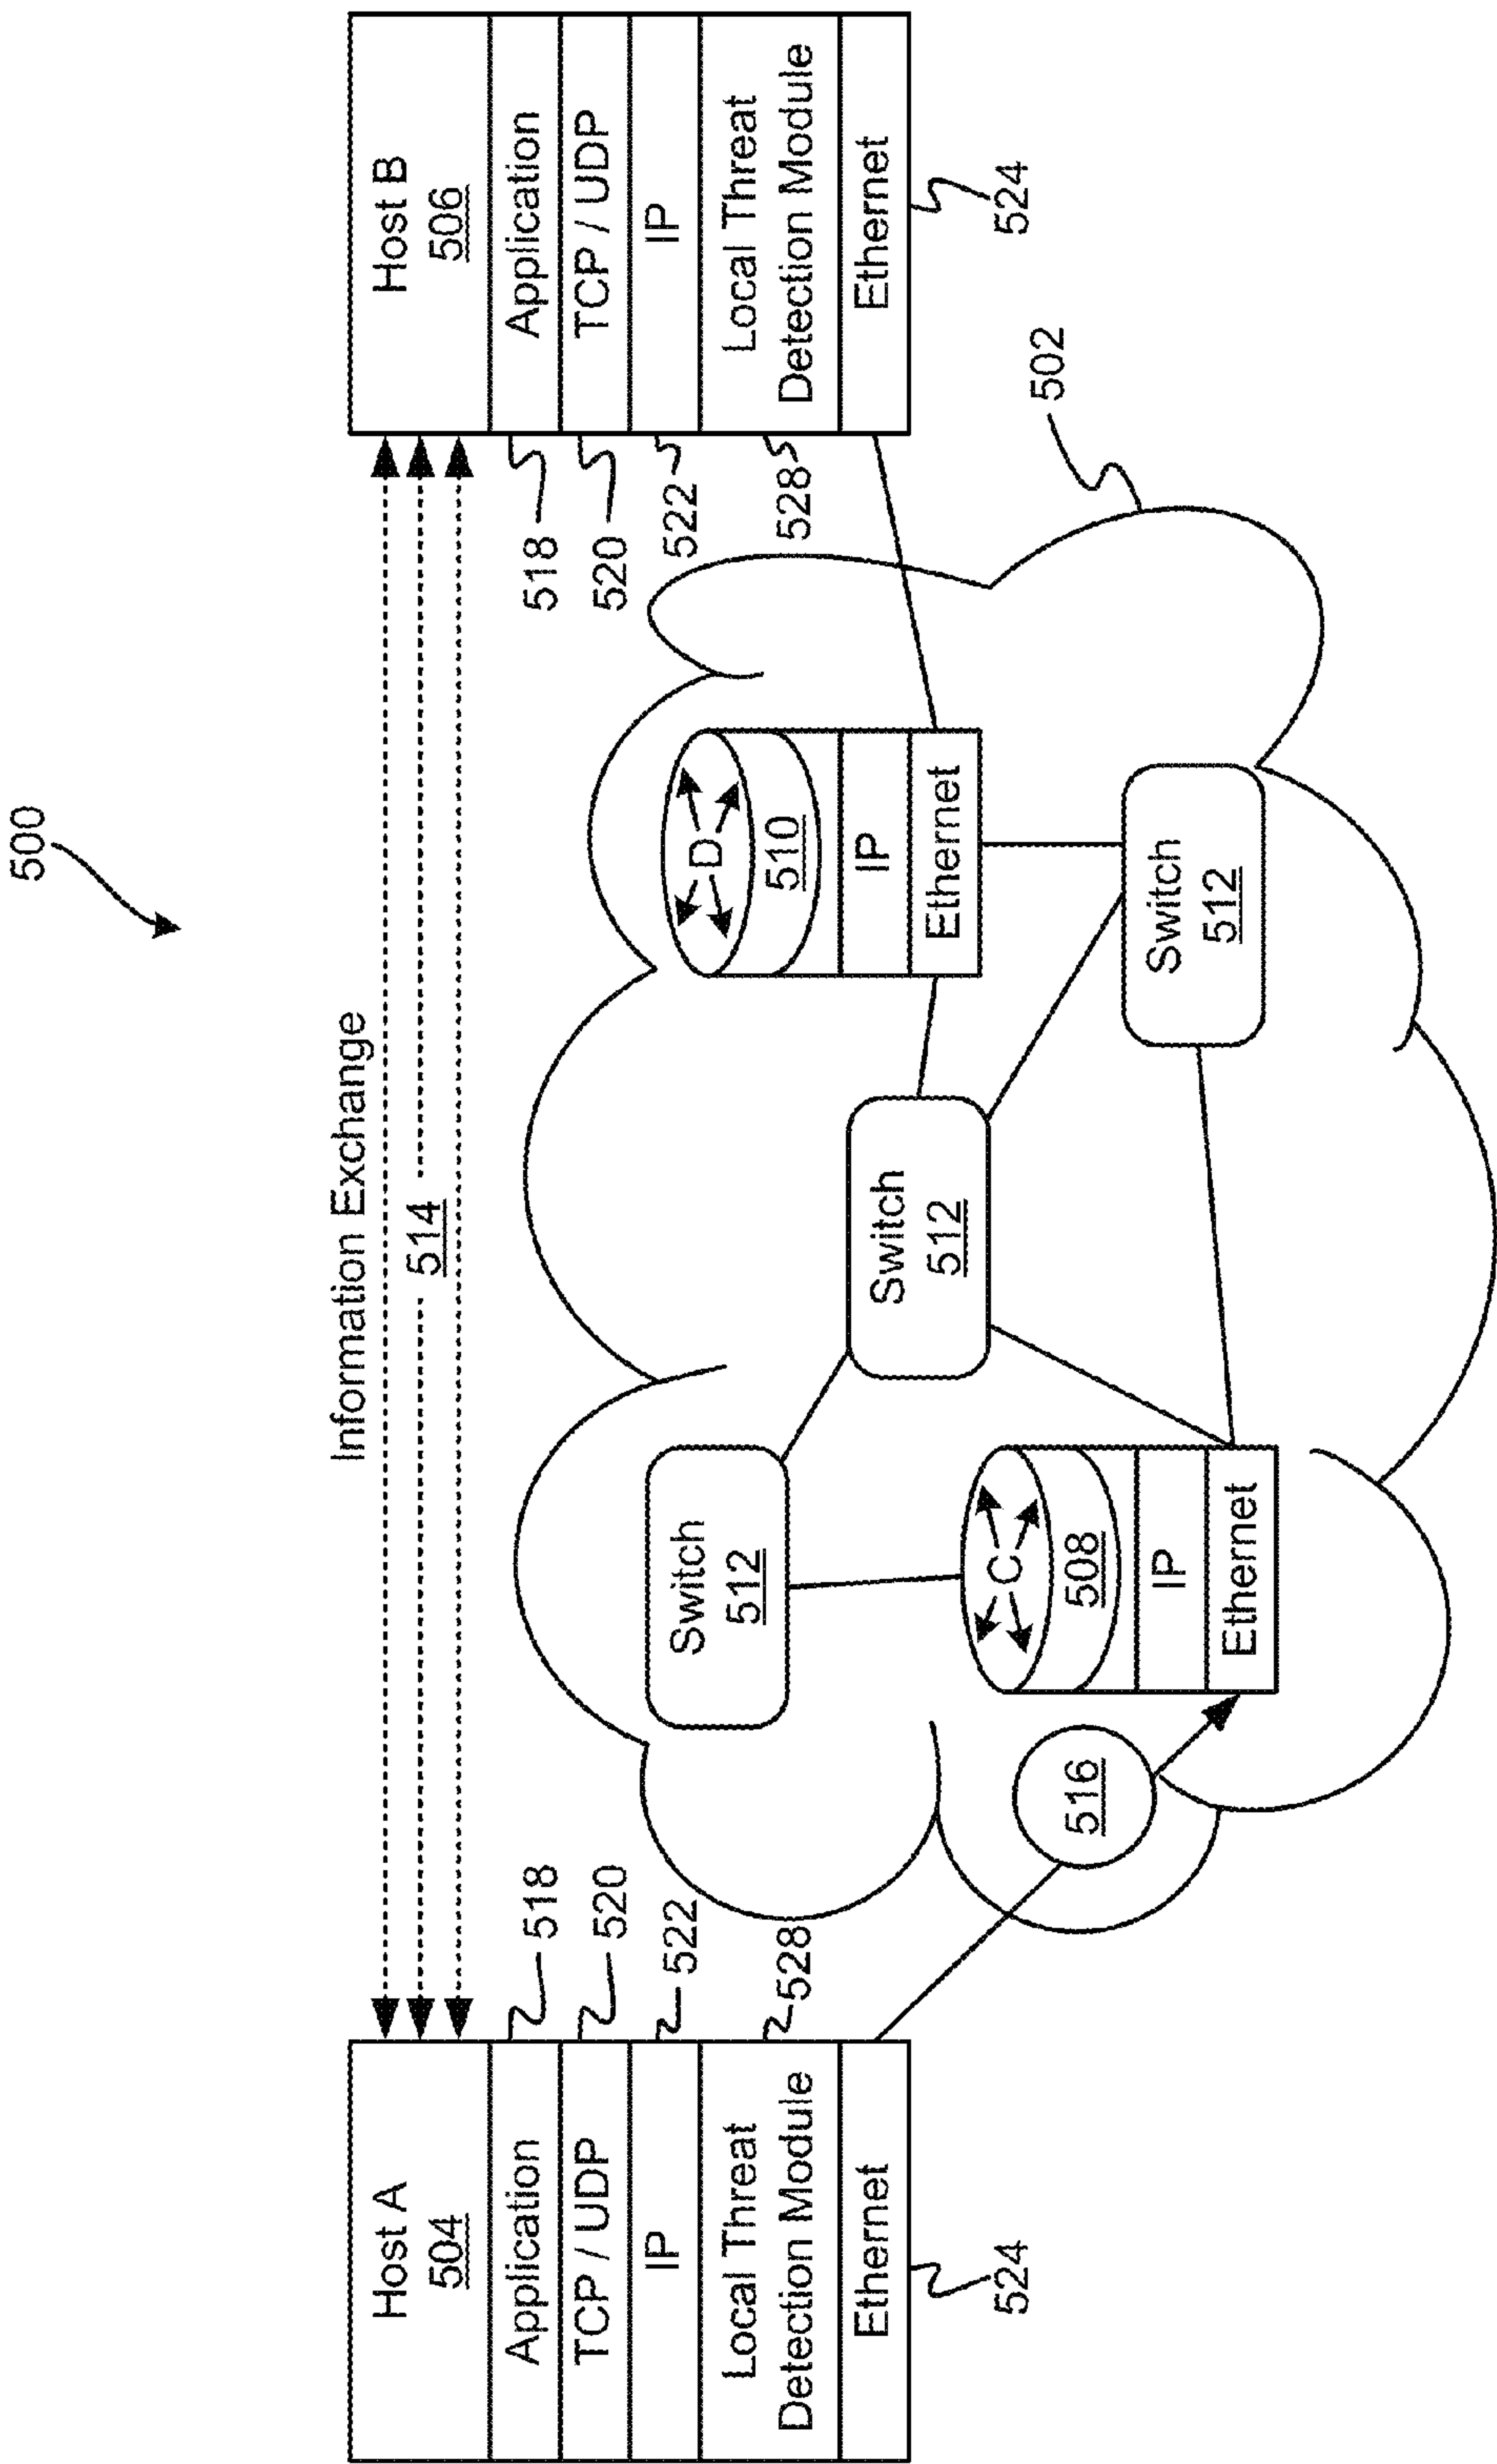 500
Information Exchange
514
Host A
504
Application
TCP / UDP
IP
Local Threat
Detection Module
Ethernet
518
520
522
528
524
Host B
506
Application
TCP / UDP
IP
Local Threat
Detection Module
Ethernet
518
520
522
528
524
502
Switch
512
Switch
512
Switch
512
D
510
IP
Ethernet
C
508
IP
Ethernet
516